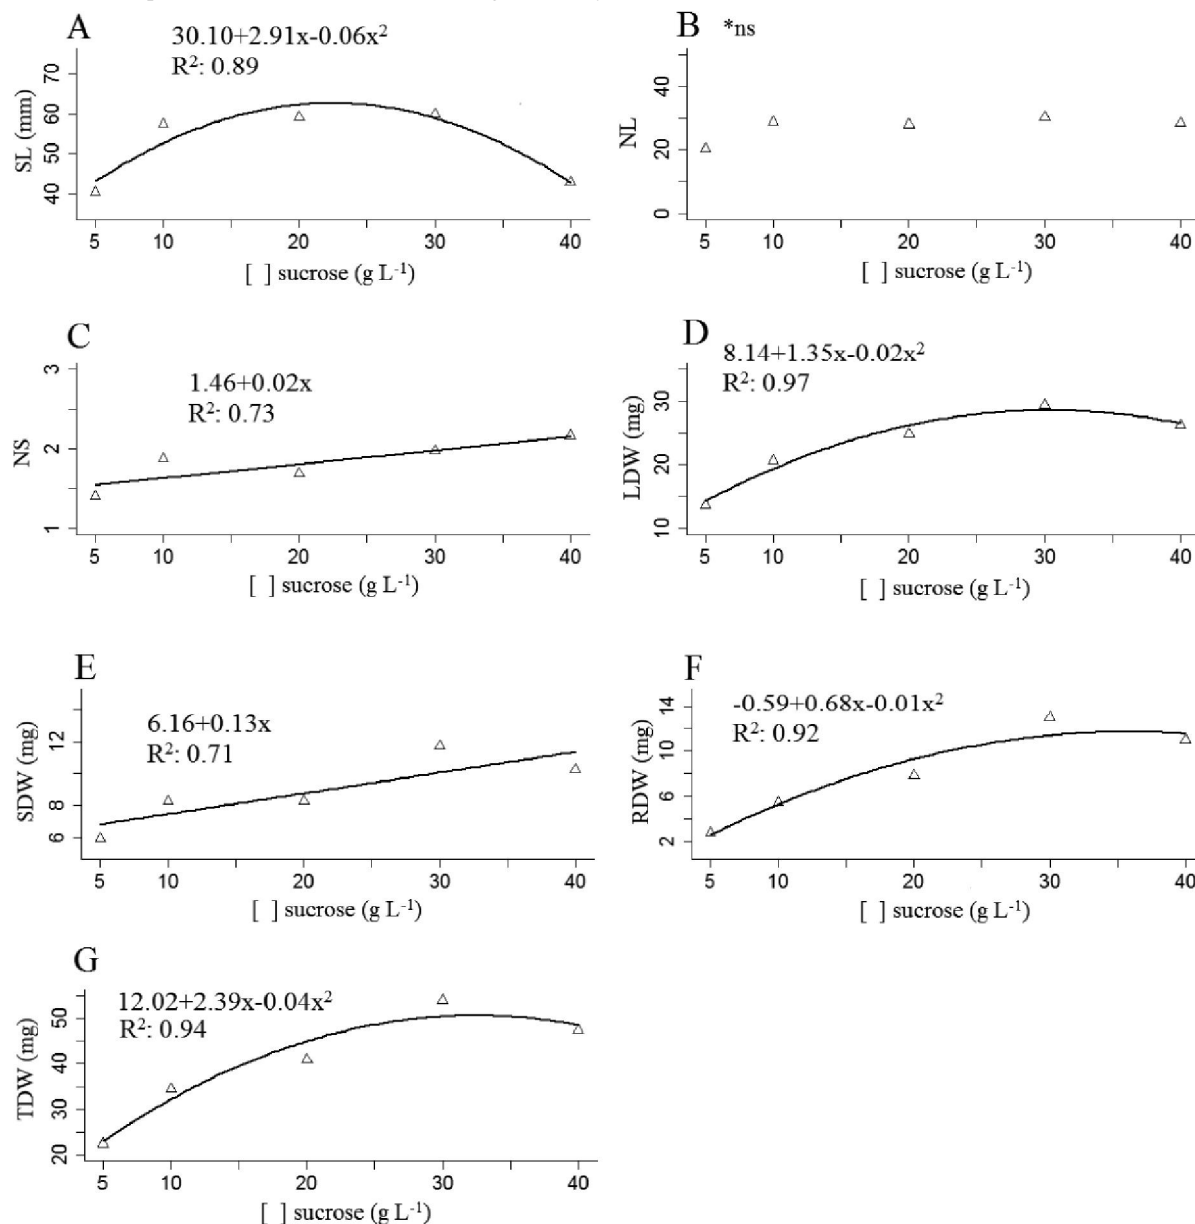 A
30.10+2.91x-0.06x²
R²: 0.89
SL (mm)
70
60
50
40
5 10 20 30 40
[ ] sucrose (g L⁻¹)
B *ns
NL
40
20
0
5 10 20 30 40
[ ] sucrose (g L⁻¹)
C
1.46+0.02x
R²: 0.73
NS
3
2
1
5 10 20 30 40
[ ] sucrose (g L⁻¹)
D
8.14+1.35x-0.02x²
R²: 0.97
LDW (mg)
30
20
10
5 10 20 30 40
[ ] sucrose (g L⁻¹)
E
6.16+0.13x
R²: 0.71
SDW (mg)
12
8
6
5 10 20 30 40
[ ] sucrose (g L⁻¹)
F
-0.59+0.68x-0.01x²
R²: 0.92
RDW (mg)
14
10
6
2
5 10 20 30 40
[ ] sucrose (g L⁻¹)
G
12.02+2.39x-0.04x²
R²: 0.94
TDW (mg)
50
40
30
20
5 10 20 30 40
[ ] sucrose (g L⁻¹)